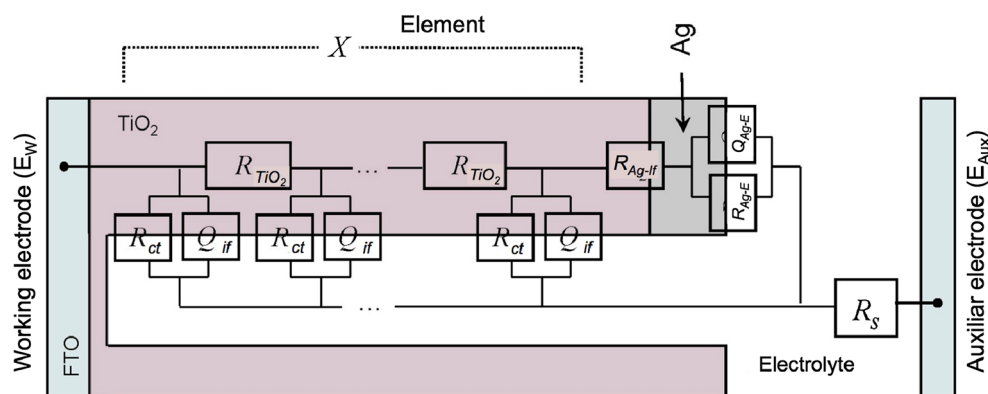 Element
X
Ag
Working electrode (E_W)
FTO
TiO₂
R_TiO₂
...
R_TiO₂
R_Ag-If
Q_Ag-E
R_Ag-E
R_ct
Q_if
R_ct
Q_if
R_ct
Q_if
...
R_s
Electrolyte
Auxiliar electrode (E_Aux)